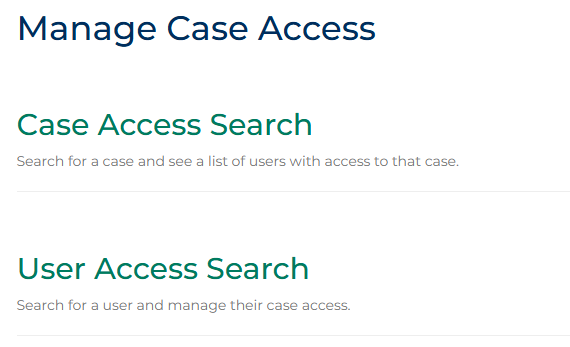 Manage Case Access
Case Access Search
Search for a case and see a list of users with access to that case.
User Access Search
Search for a user and manage their case access.